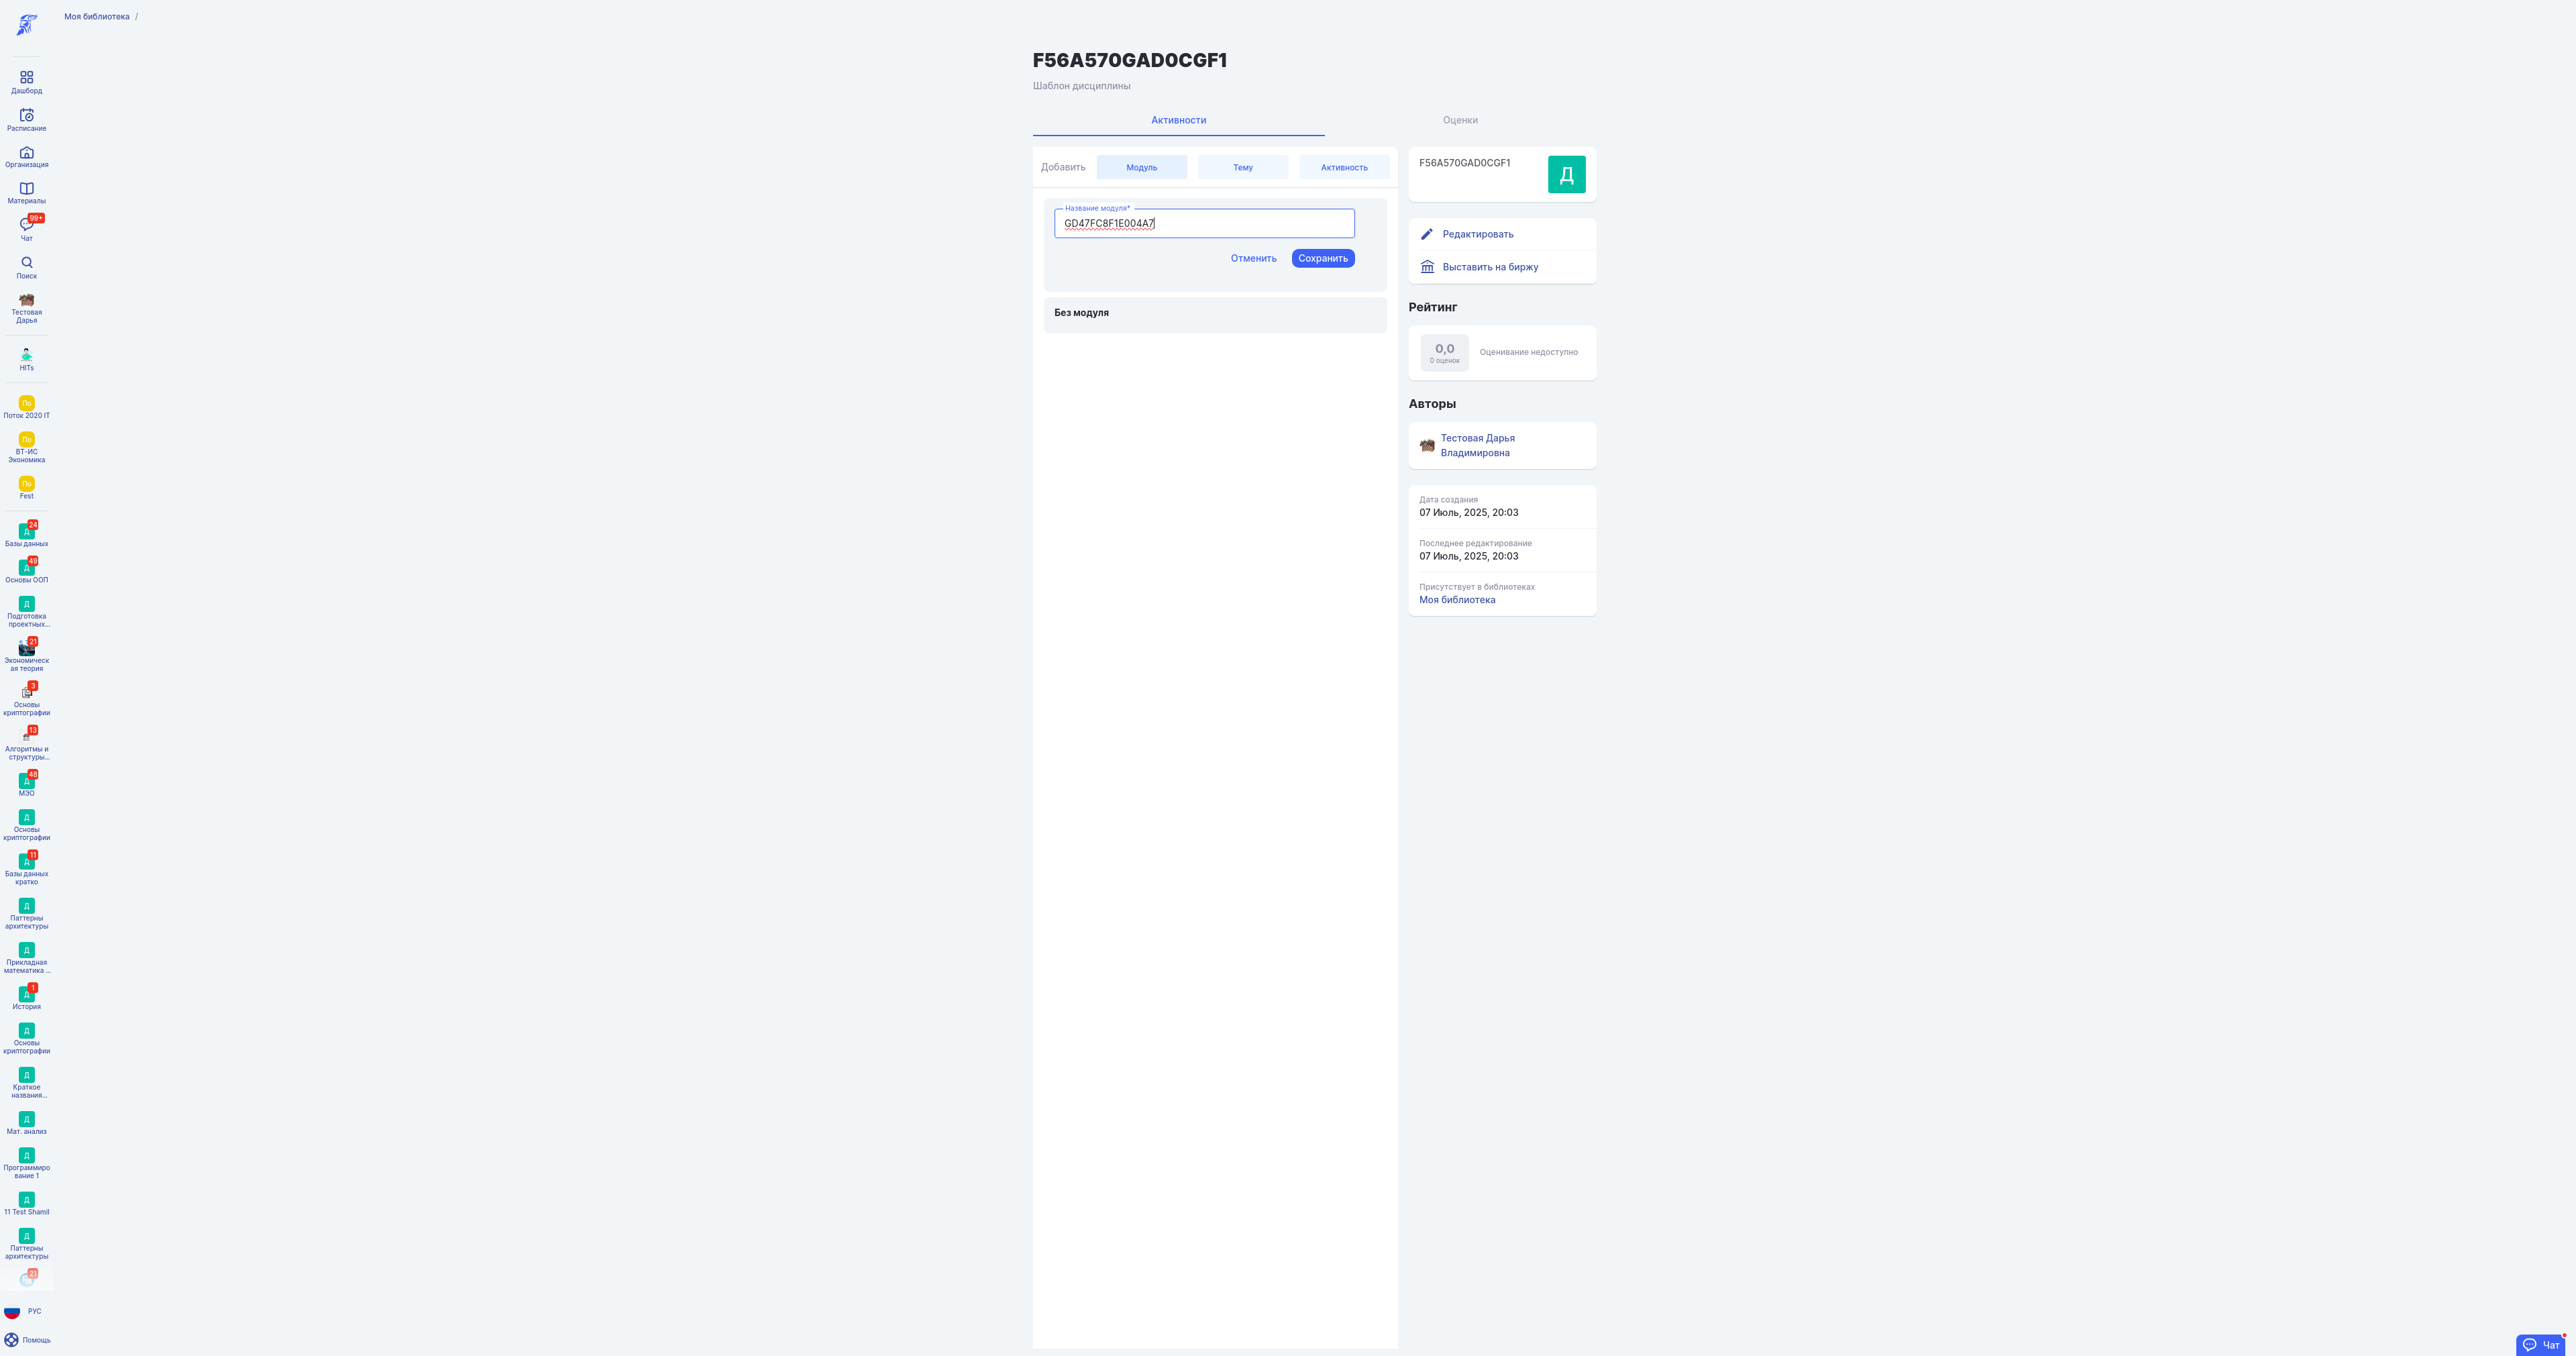 Моя библиотека /
Дашборд
Расписание
Организация
Материалы
99+
Чат
Поиск
Тестовая
Дарья
HITs
По
Поток 2020 IT
По
ВТ-ИС
Экономика
По
Fest
24
Д
Базы данных
49
Д
Основы ООП
Д
Подготовка
проектных...
21
Экономическ
ая теория
3
Основы
криптографии
13
Алгоритмы и
структуры...
48
Д
МЭО
Д
Основы
криптографии
11
Д
Базы данных
кратко
Д
Паттерны
архитектуры
Д
Прикладная
математика ...
1
Д
История
Д
Основы
криптографии
Д
Краткое
названия...
Д
Мат. анализ
Д
Программиро
вание 1
Д
11 Test Shamil
Д
Паттерны
архитектуры
21
РУС
Помощь
F56A570GAD0CGF1
Шаблон дисциплины
Активности
Оценки
Добавить
Модуль
Тему
Активность
Название модуля*
GD47FC8F1E004A7
Отменить
Сохранить
Без модуля
F56A570GAD0CGF1
Д
Редактировать
Выставить на биржу
Рейтинг
0,0
0 оценок
Оценивание недоступно
Авторы
Тестовая Дарья
Владимировна
Дата создания
07 Июль, 2025, 20:03
Последнее редактирование
07 Июль, 2025, 20:03
Присутствует в библиотеках
Моя библиотека
Чат